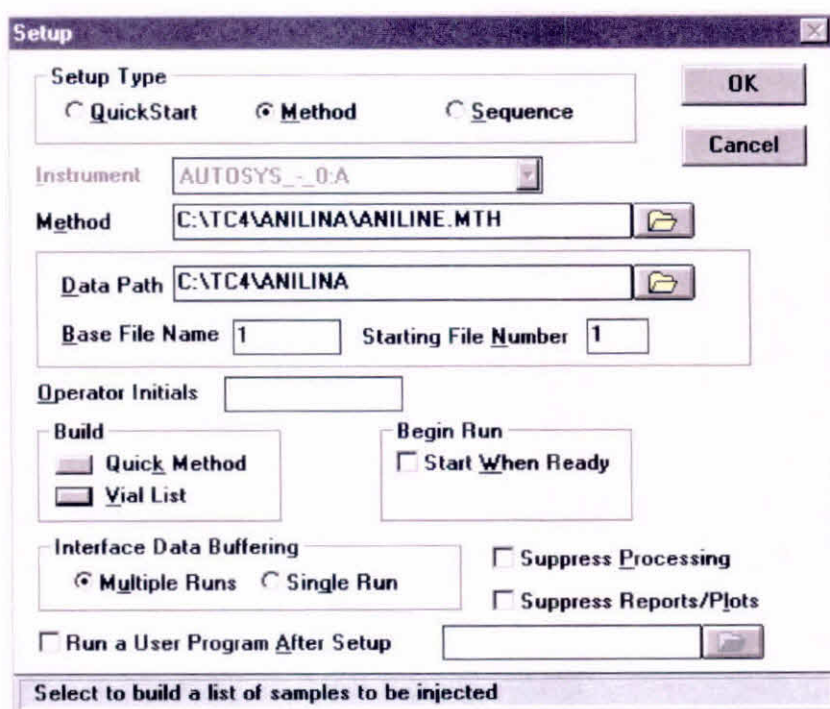 Setup
Setup Type
QuickStart Method Sequence
OK
Cancel
Instrument AUTOSYS_-_0:A
Method C:\TC4\ANILINA\ANILINE.MTH
Data Path C:\TC4\ANILINA
Base File Name 1 Starting File Number 1
Operator Initials
Build
Quick Method
Vial List
Begin Run
Start When Ready
Interface Data Buffering
Multiple Runs Single Run
Suppress Processing
Suppress Reports/Plots
Run a User Program After Setup
Select to build a list of samples to be injected